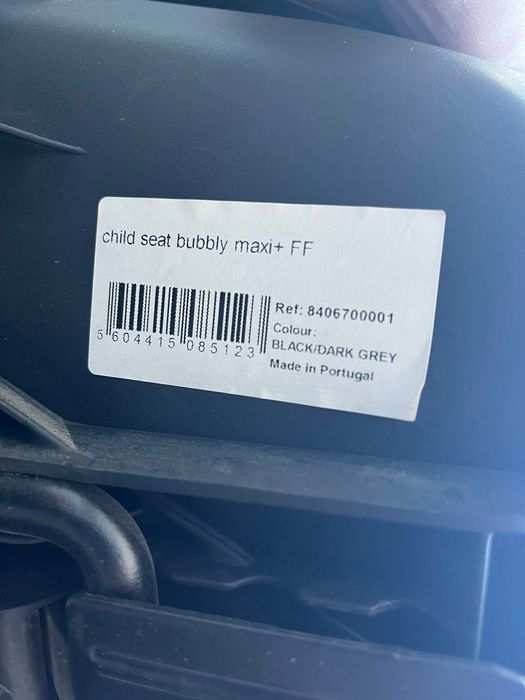 child seat bubbly maxi+ FF
Ref: 8406700001
Colour:
BLACK/DARK GREY
Made in Portugal
5 604415 085123